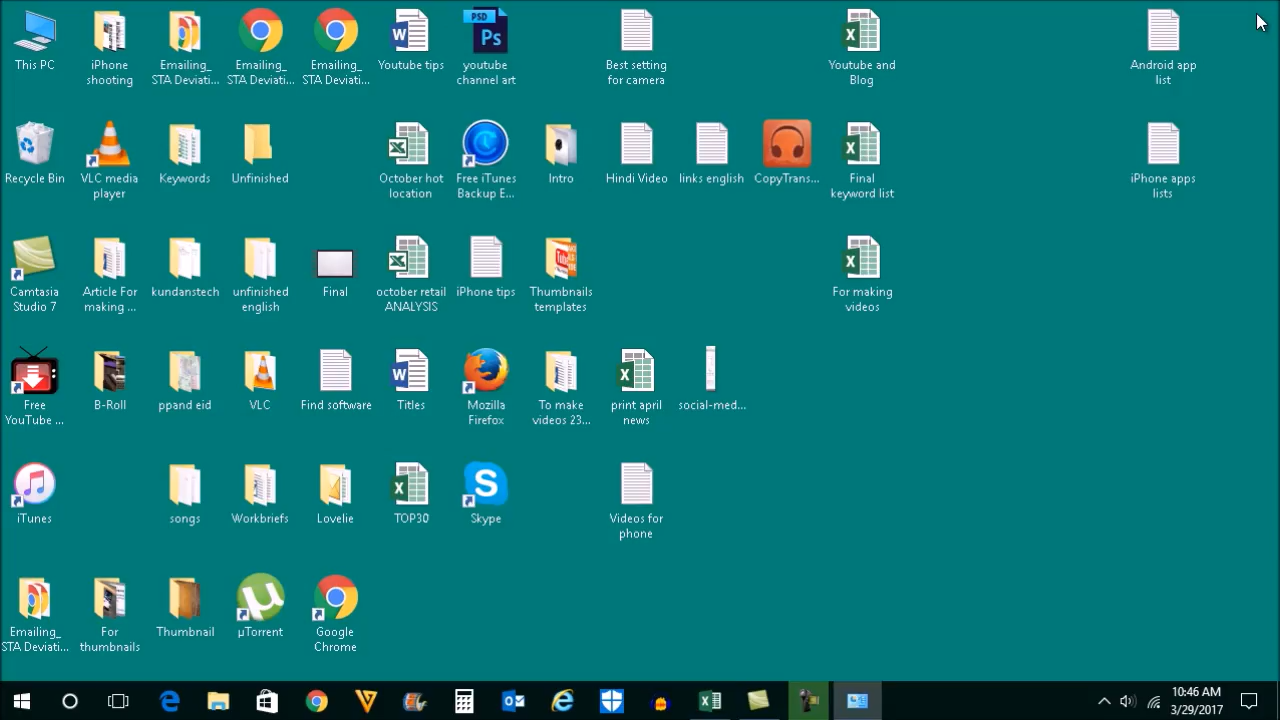 This PC
iPhone
shooting
Emailing_
STA Deviati...
Emailing_
STA Deviati...
Emailing_
STA Deviati...
Youtube tips
PSD
Ps
youtube
channel art
Best setting
for camera
Youtube and
Blog
Android app
list
Recycle Bin
VLC media
player
Keywords
Unfinished
October hot
location
Free iTunes
Backup E...
Intro
Hindi Video
links english
CopyTrans...
Final
keyword list
iPhone apps
lists
Camtasia
Studio 7
Article For
making ...
kundanstech
unfinished
english
Final
october retail
ANALYSIS
iPhone tips
Thumbnails
templates
For making
videos
Free
YouTube ...
B-Roll
ppand eid
VLC
Find software
Titles
Mozilla
Firefox
To make
videos 23...
print april
news
social-med...
iTunes
songs
Workbriefs
Lovelie
TOP30
Skype
Videos for
phone
Emailing_
STA Deviati...
For
thumbnails
Thumbnail
µTorrent
Google
Chrome
10:46 AM
3/29/2017